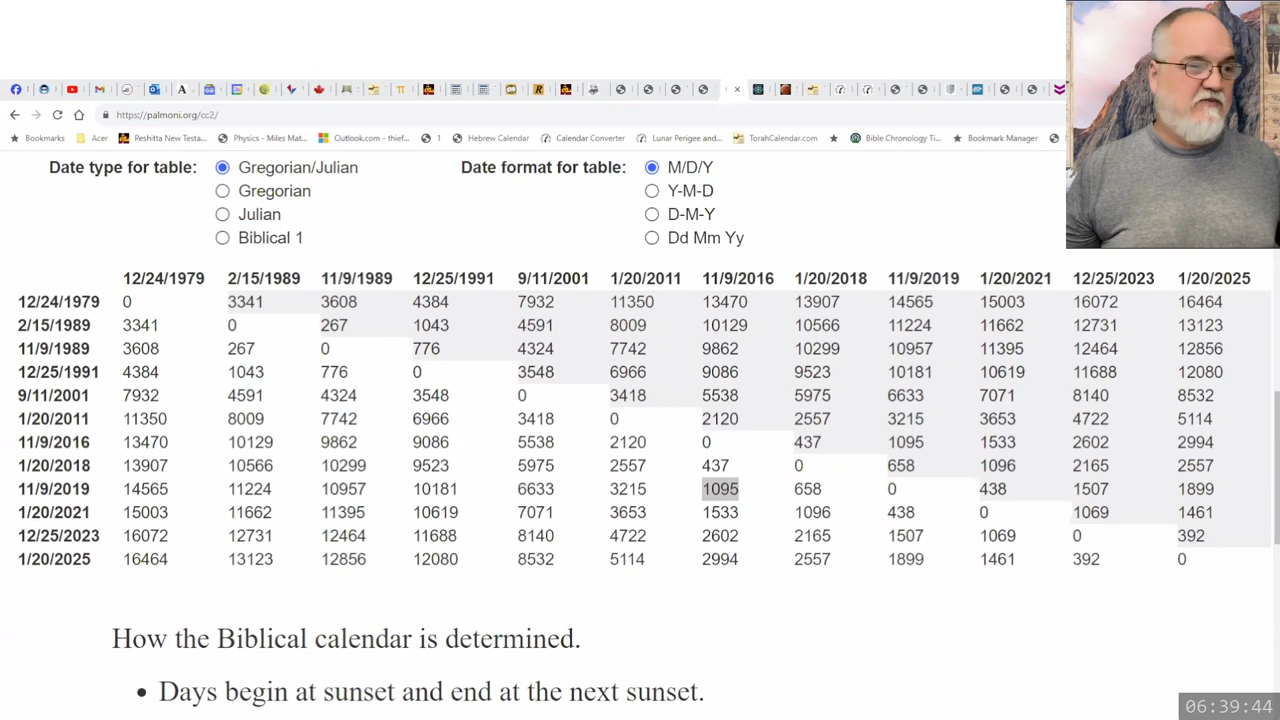 https://palmoni.org/cc2/
Bookmarks Acer Peshitta New Testa... Physics - Miles Mat... Outlook.com - thief... 1 Hebrew Calendar Calendar Converter Lunar Perigee and... TorahCalendar.com Bible Chronology Ti... Bookmark Manager
Date type for table: Gregorian/Julian Date format for table: M/D/Y
Gregorian Y-M-D
Julian D-M-Y
Biblical 1 Dd Mm Yy
12/24/1979 2/15/1989 11/9/1989 12/25/1991 9/11/2001 1/20/2011 11/9/2016 1/20/2018 11/9/2019 1/20/2021 12/25/2023 1/20/2025
12/24/1979 0 3341 3608 4384 7932 11350 13470 13907 14565 15003 16072 16464
2/15/1989 3341 0 267 1043 4591 8009 10129 10566 11224 11662 12731 13123
11/9/1989 3608 267 0 776 4324 7742 9862 10299 10957 11395 12464 12856
12/25/1991 4384 1043 776 0 3548 6966 9086 9523 10181 10619 11688 12080
9/11/2001 7932 4591 4324 3548 0 3418 5538 5975 6633 7071 8140 8532
1/20/2011 11350 8009 7742 6966 3418 0 2120 2557 3215 3653 4722 5114
11/9/2016 13470 10129 9862 9086 5538 2120 0 437 1095 1533 2602 2994
1/20/2018 13907 10566 10299 9523 5975 2557 437 0 658 1096 2165 2557
11/9/2019 14565 11224 10957 10181 6633 3215 1095 658 0 438 1507 1899
1/20/2021 15003 11662 11395 10619 7071 3653 1533 1096 438 0 1069 1461
12/25/2023 16072 12731 12464 11688 8140 4722 2602 2165 1507 1069 0 392
1/20/2025 16464 13123 12856 12080 8532 5114 2994 2557 1899 1461 392 0
How the Biblical calendar is determined.
• Days begin at sunset and end at the next sunset.
06:39:44